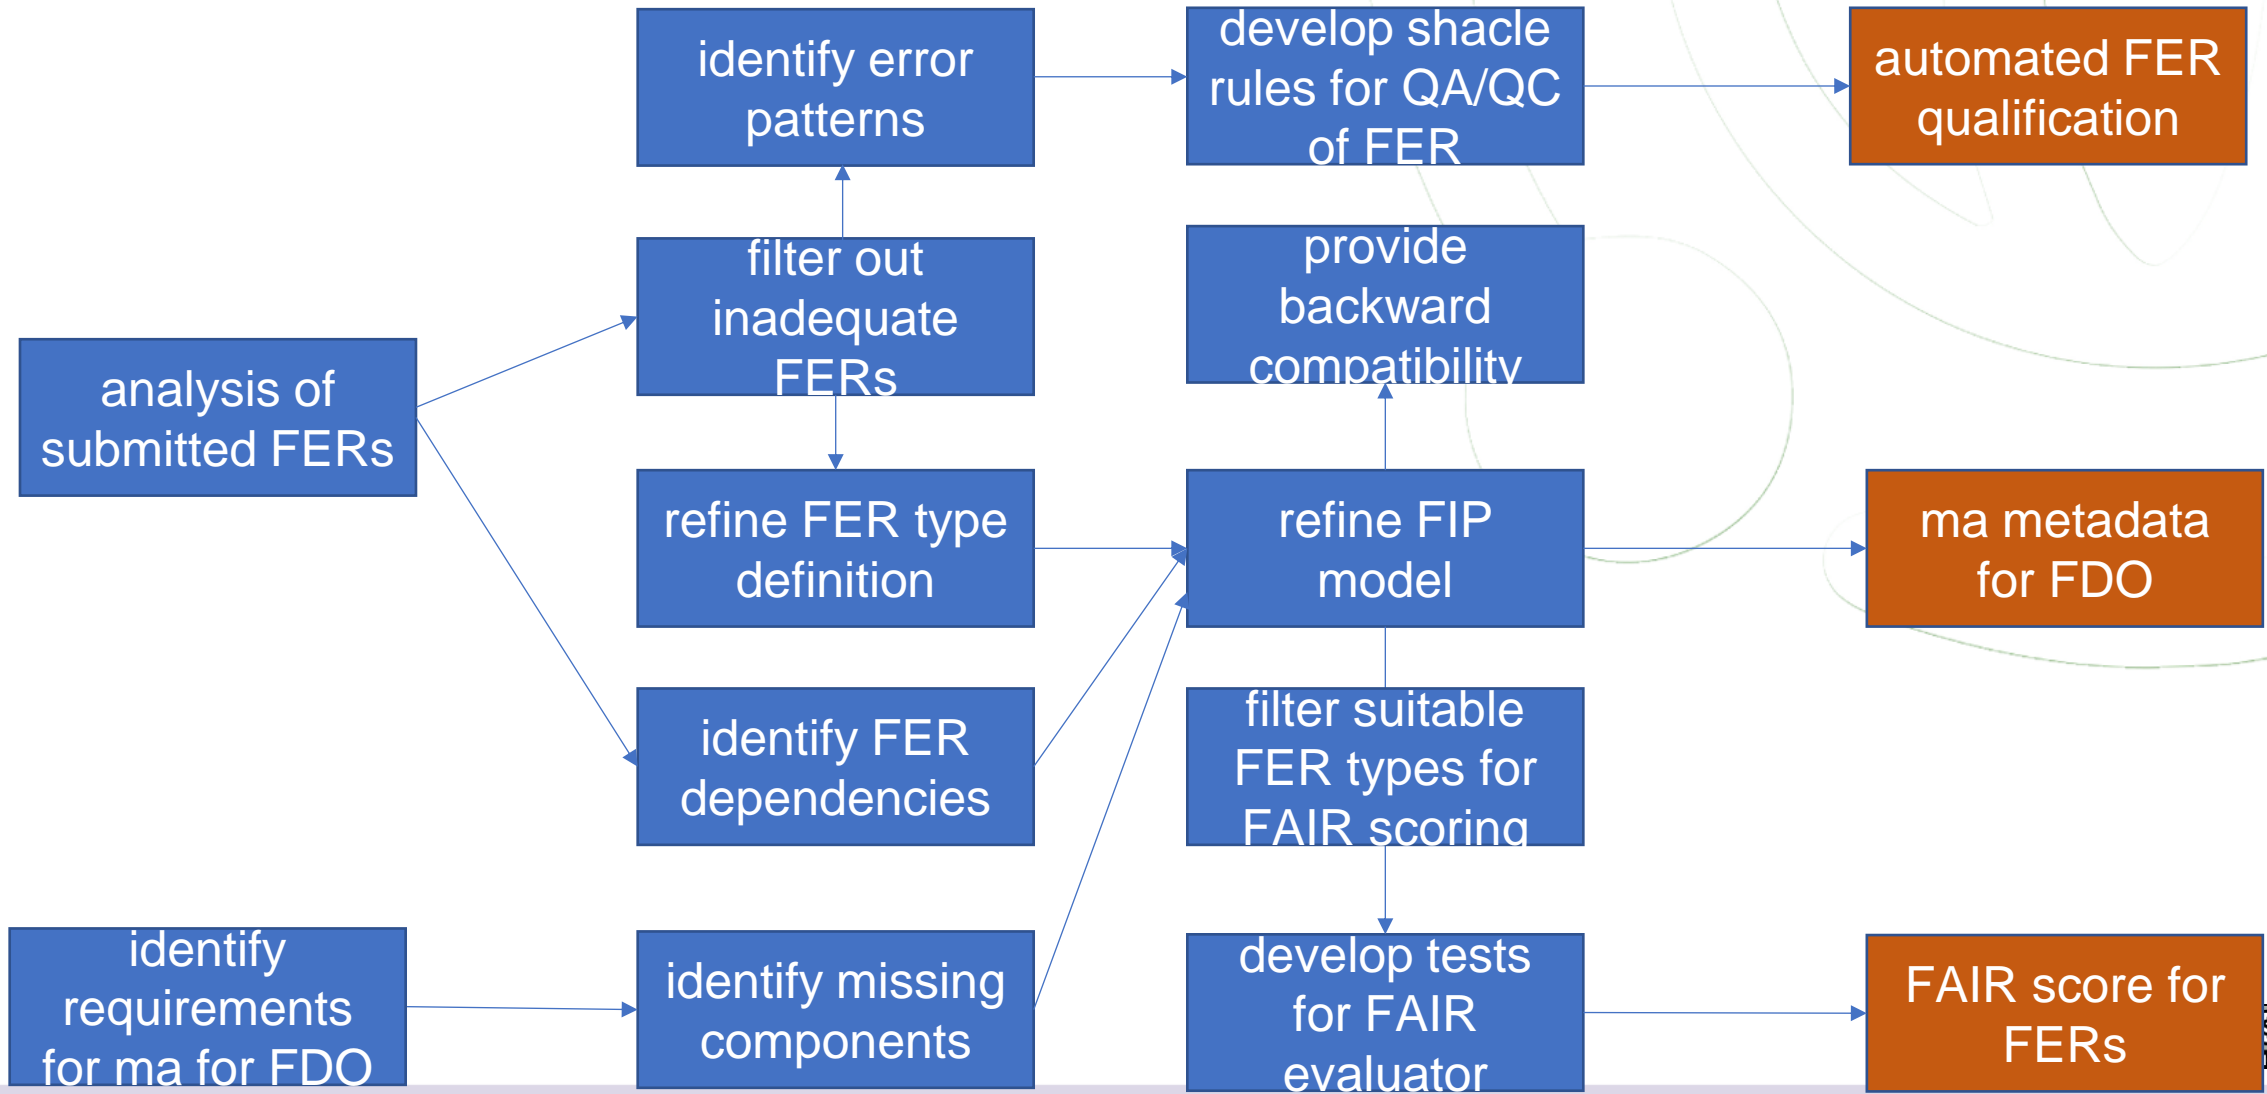 identify error
patterns
develop shacle
rules for QA/QC
of FER
automated FER
qualification
filter out
inadequate
FERs
provide
backward
compatibility
analysis of
submitted FERs
refine FER type
definition
refine FIP
model
ma metadata
for FDO
identify FER
dependencies
filter suitable
FER types for
FAIR scoring
identify
requirements
for ma for FDO
identify missing
components
develop tests
for FAIR
evaluator
FAIR score for
FERs